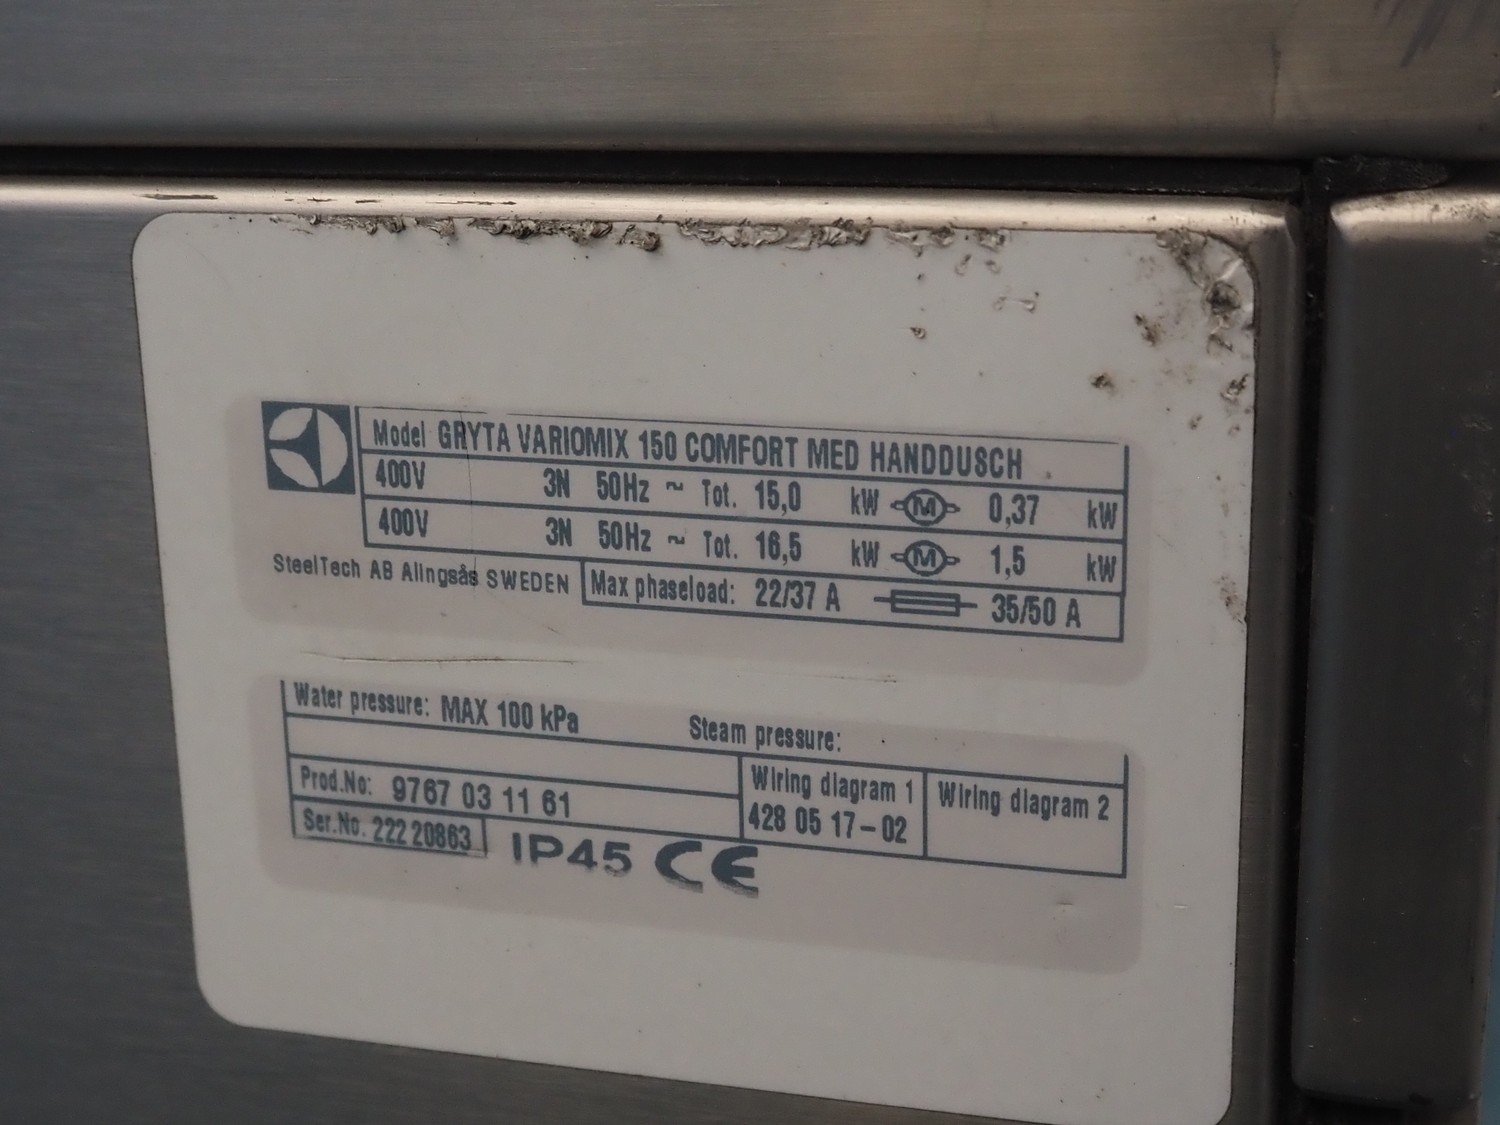 Model GRYTA VARIOMIX 150 COMFORT MED HANDDUSCH
400V 3N 50Hz ~ Tot. 15,0 kW M 0,37 kW
400V 3N 50Hz ~ Tot. 16,5 kW M 1,5 kW
SteelTech AB Alingsås SWEDEN Max phaseload: 22/37 A 35/50 A
Water pressure: MAX 100 kPa Steam pressure:
Prod.No: 9767 03 11 61 Wiring diagram 1 Wiring diagram 2
428 05 17-02
Ser.No. 222 20863 IP45 CE